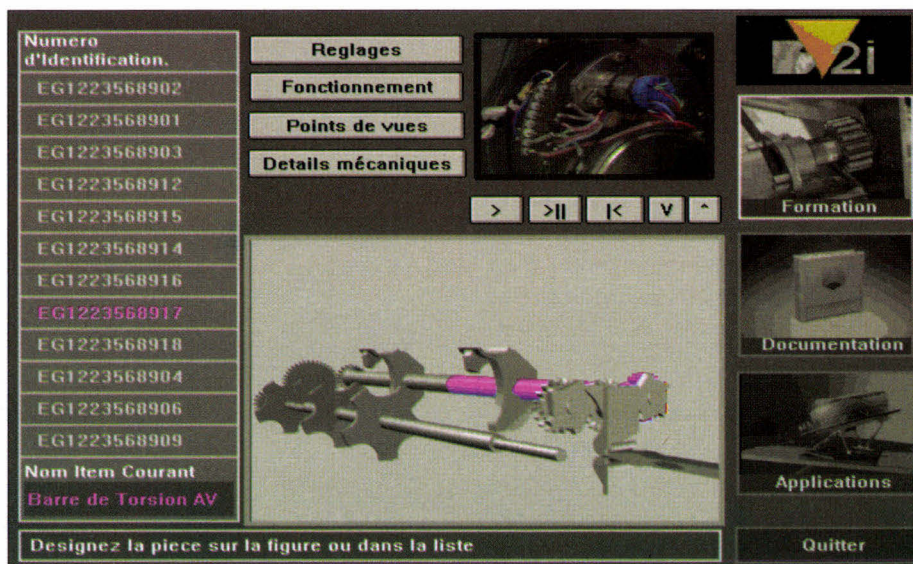 Numero
d'Identification.
EG1223568902
EG1223568901
EG1223568903
EG1223568912
EG1223568915
EG1223568914
EG1223568916
EG1223568917
EG1223568918
EG1223568904
EG1223568906
EG1223568909
Nom Item Courant
Barre de Torsion AV
Reglages
Fonctionnement
Points de vues
Details mécaniques
>
>||
|<
V
^
2i
Formation
Documentation
Applications
Designez la piece sur la figure ou dans la liste
Quitter